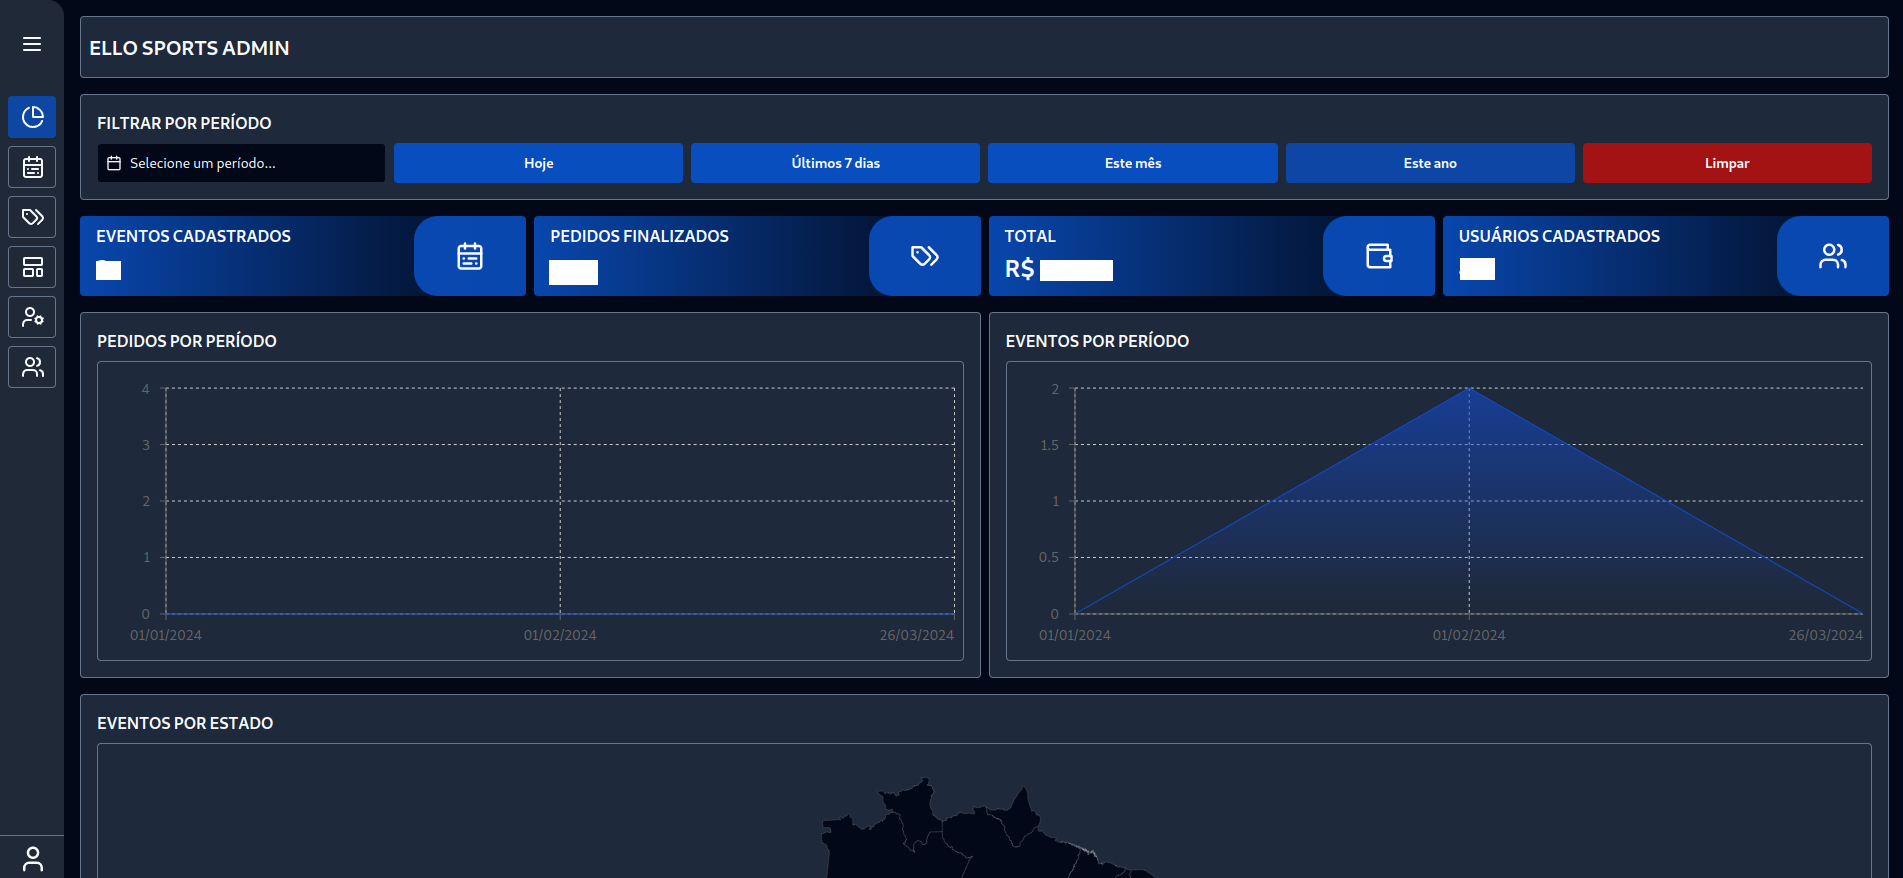 ELLO SPORTS ADMIN
FILTRAR POR PERÍODO
Selecione um período...
Hoje
Últimos 7 dias
Este mês
Este ano
Limpar
EVENTOS CADASTRADOS
PEDIDOS FINALIZADOS
TOTAL
R$
USUÁRIOS CADASTRADOS
PEDIDOS POR PERÍODO
4
3
2
1
0
01/01/2024
01/02/2024
26/03/2024
EVENTOS POR PERÍODO
2
1.5
1
0.5
0
01/01/2024
01/02/2024
26/03/2024
EVENTOS POR ESTADO